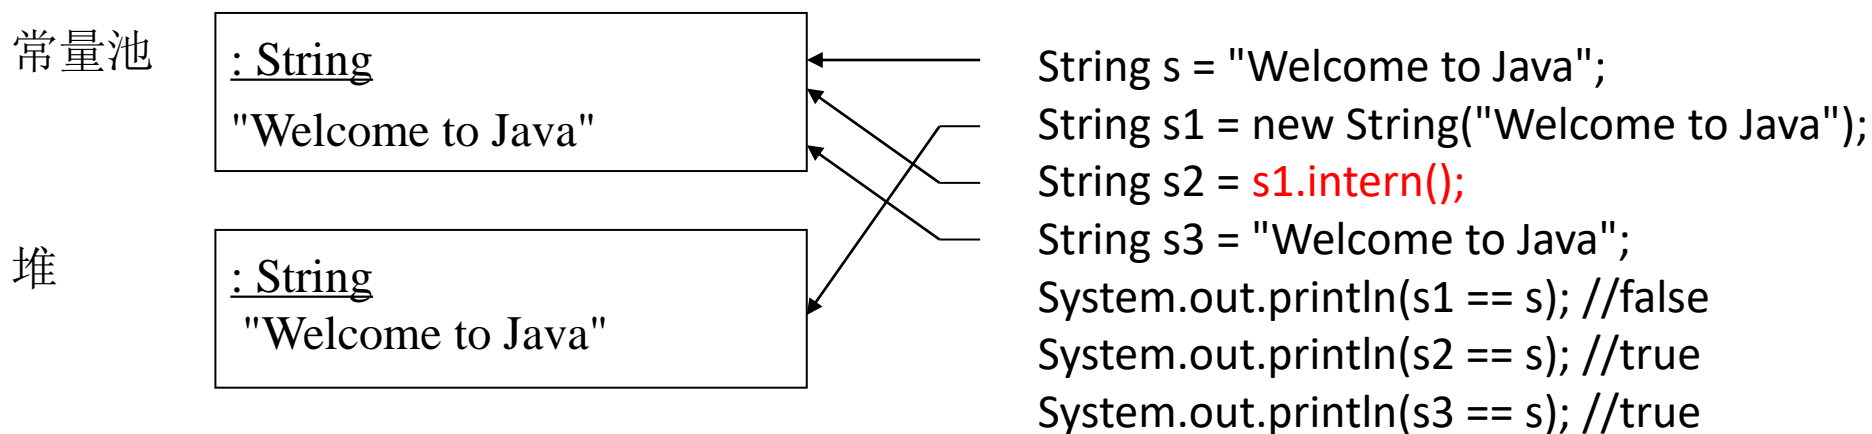 常量池
: String
"Welcome to Java"
堆
: String
"Welcome to Java"
String s = "Welcome to Java";
String s1 = new String("Welcome to Java");
String s2 = s1.intern();
String s3 = "Welcome to Java";
System.out.println(s1 == s); //false
System.out.println(s2 == s); //true
System.out.println(s3 == s); //true